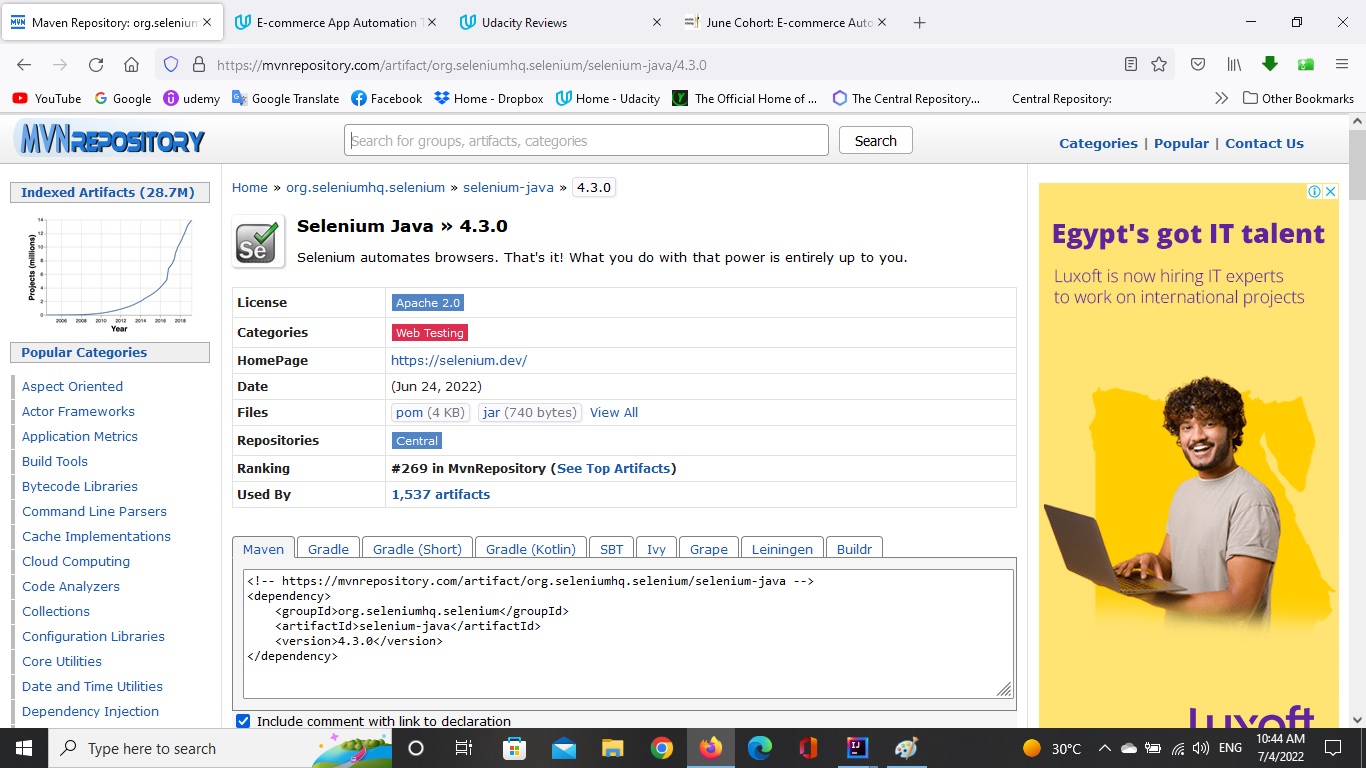 Maven Repository: org.selenium
E-commerce App Automation T
Udacity Reviews
June Cohort: E-commerce Auto
https://mvnrepository.com/artifact/org.seleniumhq.selenium/selenium-java/4.3.0
YouTube Google udemy Google Translate Facebook Home - Dropbox Home - Udacity The Official Home of ... The Central Repository... Central Repository: Other Bookmarks
MVNREPOSITORY
Search for groups, artifacts, categories
Search
Categories | Popular | Contact Us
Indexed Artifacts (28.7M)
Projects (millions)
14
12
10
8
6
4
2
0
2006 2008 2010 2012 2014 2016 2018
Year
Popular Categories
Aspect Oriented
Actor Frameworks
Application Metrics
Build Tools
Bytecode Libraries
Command Line Parsers
Cache Implementations
Cloud Computing
Code Analyzers
Collections
Configuration Libraries
Core Utilities
Date and Time Utilities
Dependency Injection
Home » org.seleniumhq.selenium » selenium-java » 4.3.0
Se
Selenium Java » 4.3.0
Selenium automates browsers. That's it! What you do with that power is entirely up to you.
License Apache 2.0
Categories Web Testing
HomePage https://selenium.dev/
Date (Jun 24, 2022)
Files pom (4 KB) jar (740 bytes) View All
Repositories Central
Ranking #269 in MvnRepository (See Top Artifacts)
Used By 1,537 artifacts
Maven Gradle Gradle (Short) Gradle (Kotlin) SBT Ivy Grape Leiningen Buildr
<!-- https://mvnrepository.com/artifact/org.seleniumhq.selenium/selenium-java -->
<dependency>
    <groupId>org.seleniumhq.selenium</groupId>
    <artifactId>selenium-java</artifactId>
    <version>4.3.0</version>
</dependency>
Include comment with link to declaration
Egypt's got IT talent
Luxoft is now hiring IT experts
to work on international projects
Luxoft
Type here to search
30°C
ENG
10:44 AM
7/4/2022